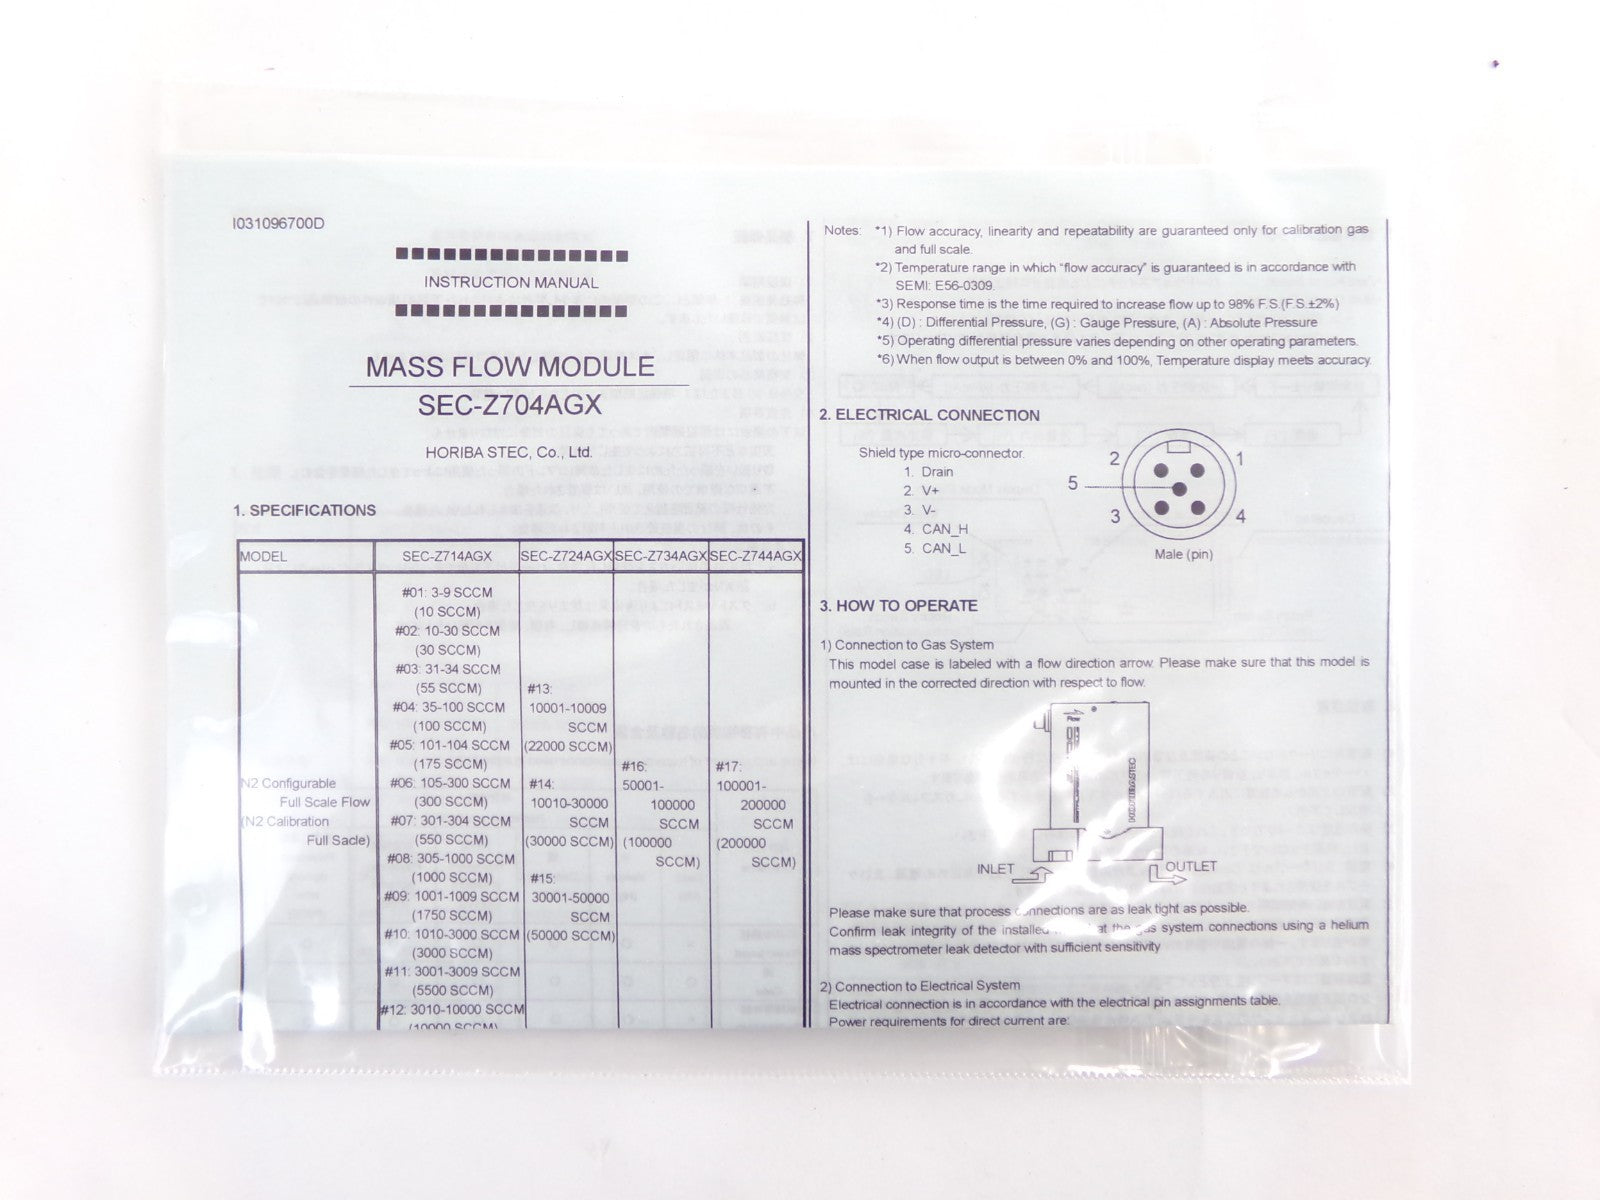 I031096700D
INSTRUCTION MANUAL
MASS FLOW MODULE
SEC-Z704AGX
HORIBA STEC, Co., Ltd.
1. SPECIFICATIONS
MODEL SEC-Z714AGX SEC-Z724AGX SEC-Z734AGX SEC-Z744AGX
N2 Configurable
Full Scale Flow
(N2 Calibration
Full Sacle)
#01: 3-9 SCCM
(10 SCCM)
#02: 10-30 SCCM
(30 SCCM)
#03: 31-34 SCCM
(55 SCCM)
#04: 35-100 SCCM
(100 SCCM)
#05: 101-104 SCCM
(175 SCCM)
#06: 105-300 SCCM
(300 SCCM)
#07: 301-304 SCCM
(550 SCCM)
#08: 305-1000 SCCM
(1000 SCCM)
#09: 1001-1009 SCCM
(1750 SCCM)
#10: 1010-3000 SCCM
(3000 SCCM)
#11: 3001-3009 SCCM
(5500 SCCM)
#12: 3010-10000 SCCM
(10000 SCCM)
#13:
10001-10009
SCCM
(22000 SCCM)
#14:
10010-30000
SCCM
(30000 SCCM)
#15:
30001-50000
SCCM
(50000 SCCM)
#16:
50001-
100000
SCCM
(100000
SCCM)
#17:
100001-
200000
SCCM
(200000
SCCM)
Notes: *1) Flow accuracy, linearity and repeatability are guaranteed only for calibration gas
and full scale.
*2) Temperature range in which "flow accuracy" is guaranteed is in accordance with
SEMI: E56-0309.
*3) Response time is the time required to increase flow up to 98% F.S.(F.S.±2%)
*4) (D) : Differential Pressure, (G) : Gauge Pressure, (A) : Absolute Pressure
*5) Operating differential pressure varies depending on other operating parameters.
*6) When flow output is between 0% and 100%, Temperature display meets accuracy.
2. ELECTRICAL CONNECTION
Shield type micro-connector.
1. Drain
2. V+
3. V-
4. CAN_H
5. CAN_L
2 1
5
3 4
Male (pin)
3. HOW TO OPERATE
1) Connection to Gas System
This model case is labeled with a flow direction arrow. Please make sure that this model is
mounted in the corrected direction with respect to flow.
Flow
INLET OUTLET
Please make sure that process connections are as leak tight as possible.
Confirm leak integrity of the installed at the gas system connections using a helium
mass spectrometer leak detector with sufficient sensitivity
2) Connection to Electrical System
Electrical connection is in accordance with the electrical pin assignments table.
Power requirements for direct current are: